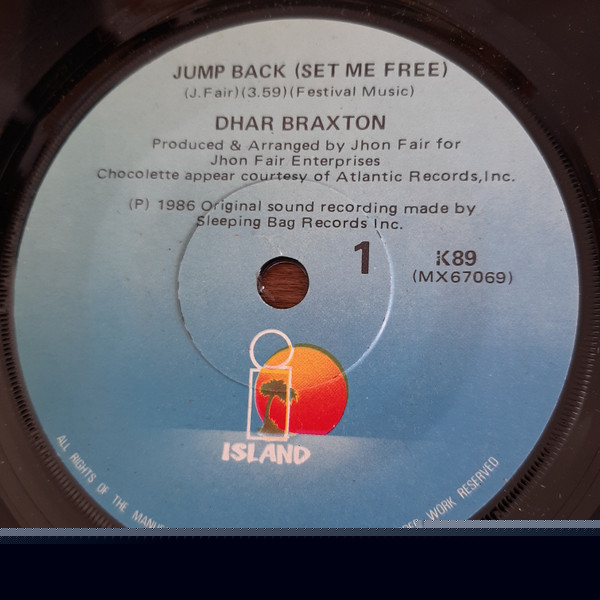 JUMP BACK (SET ME FREE)
(J.Fair)(3.59)(Festival Music)
DHAR BRAXTON
Produced & Arranged by Jhon Fair for
Jhon Fair Enterprises
Chocolette appear courtesy of Atlantic Records,Inc.
(P) 1986 Original sound recording made by
Sleeping Bag Records Inc.
1
K89
(MX67069)
ISLAND
ALL RIGHTS OF THE
WORK RESERVED